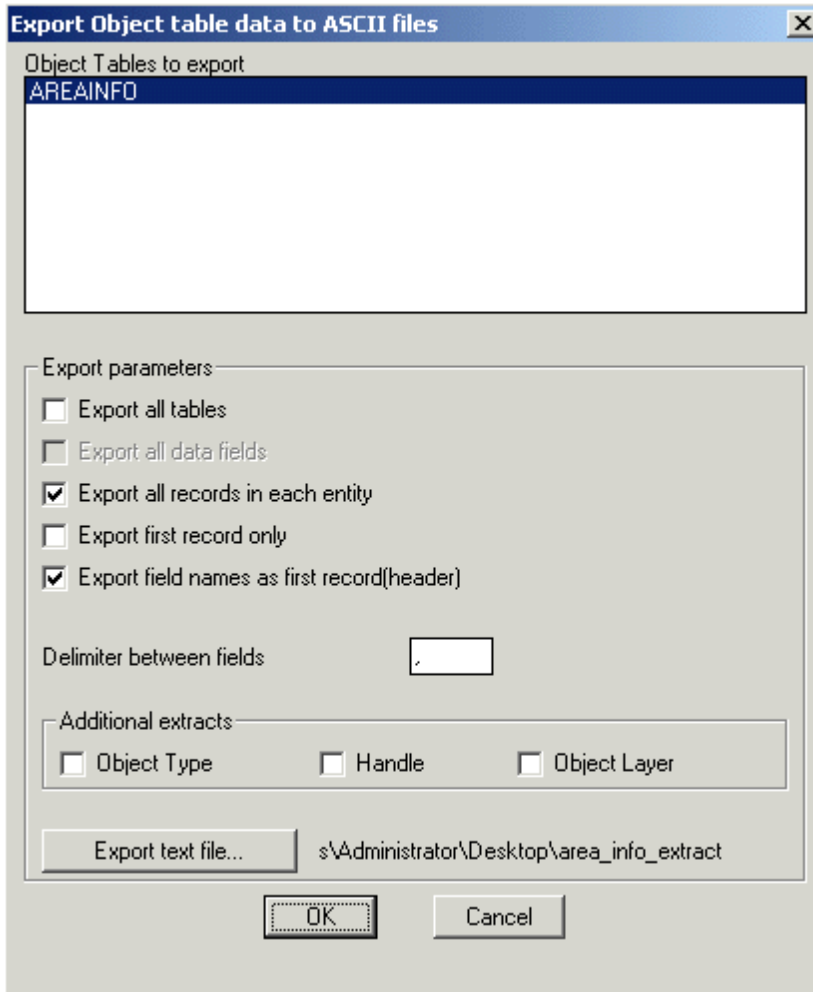 Export Object table data to ASCII files
Object Tables to export
AREAINFO
Export parameters
Export all tables
Export all data fields
Export all records in each entity
Export first record only
Export field names as first record(header)
Delimiter between fields ,
Additional extracts
Object Type Handle Object Layer
Export text file... s\Administrator\Desktop\area_info_extract
OK Cancel